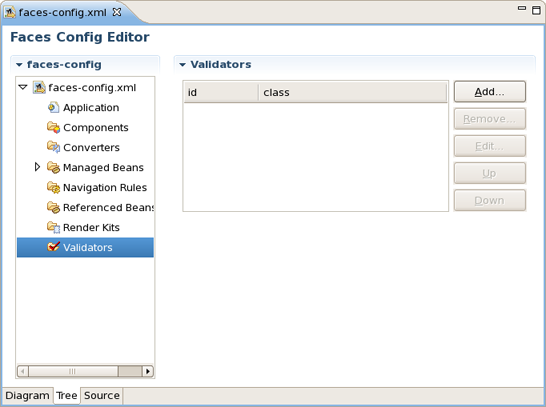 faces-config.xml
Faces Config Editor
faces-config
faces-config.xml
Application
Components
Converters
Managed Beans
Navigation Rules
Referenced Beans
Render Kits
Validators
Validators
id class
Add...
Remove...
Edit...
Up
Down
Diagram Tree Source